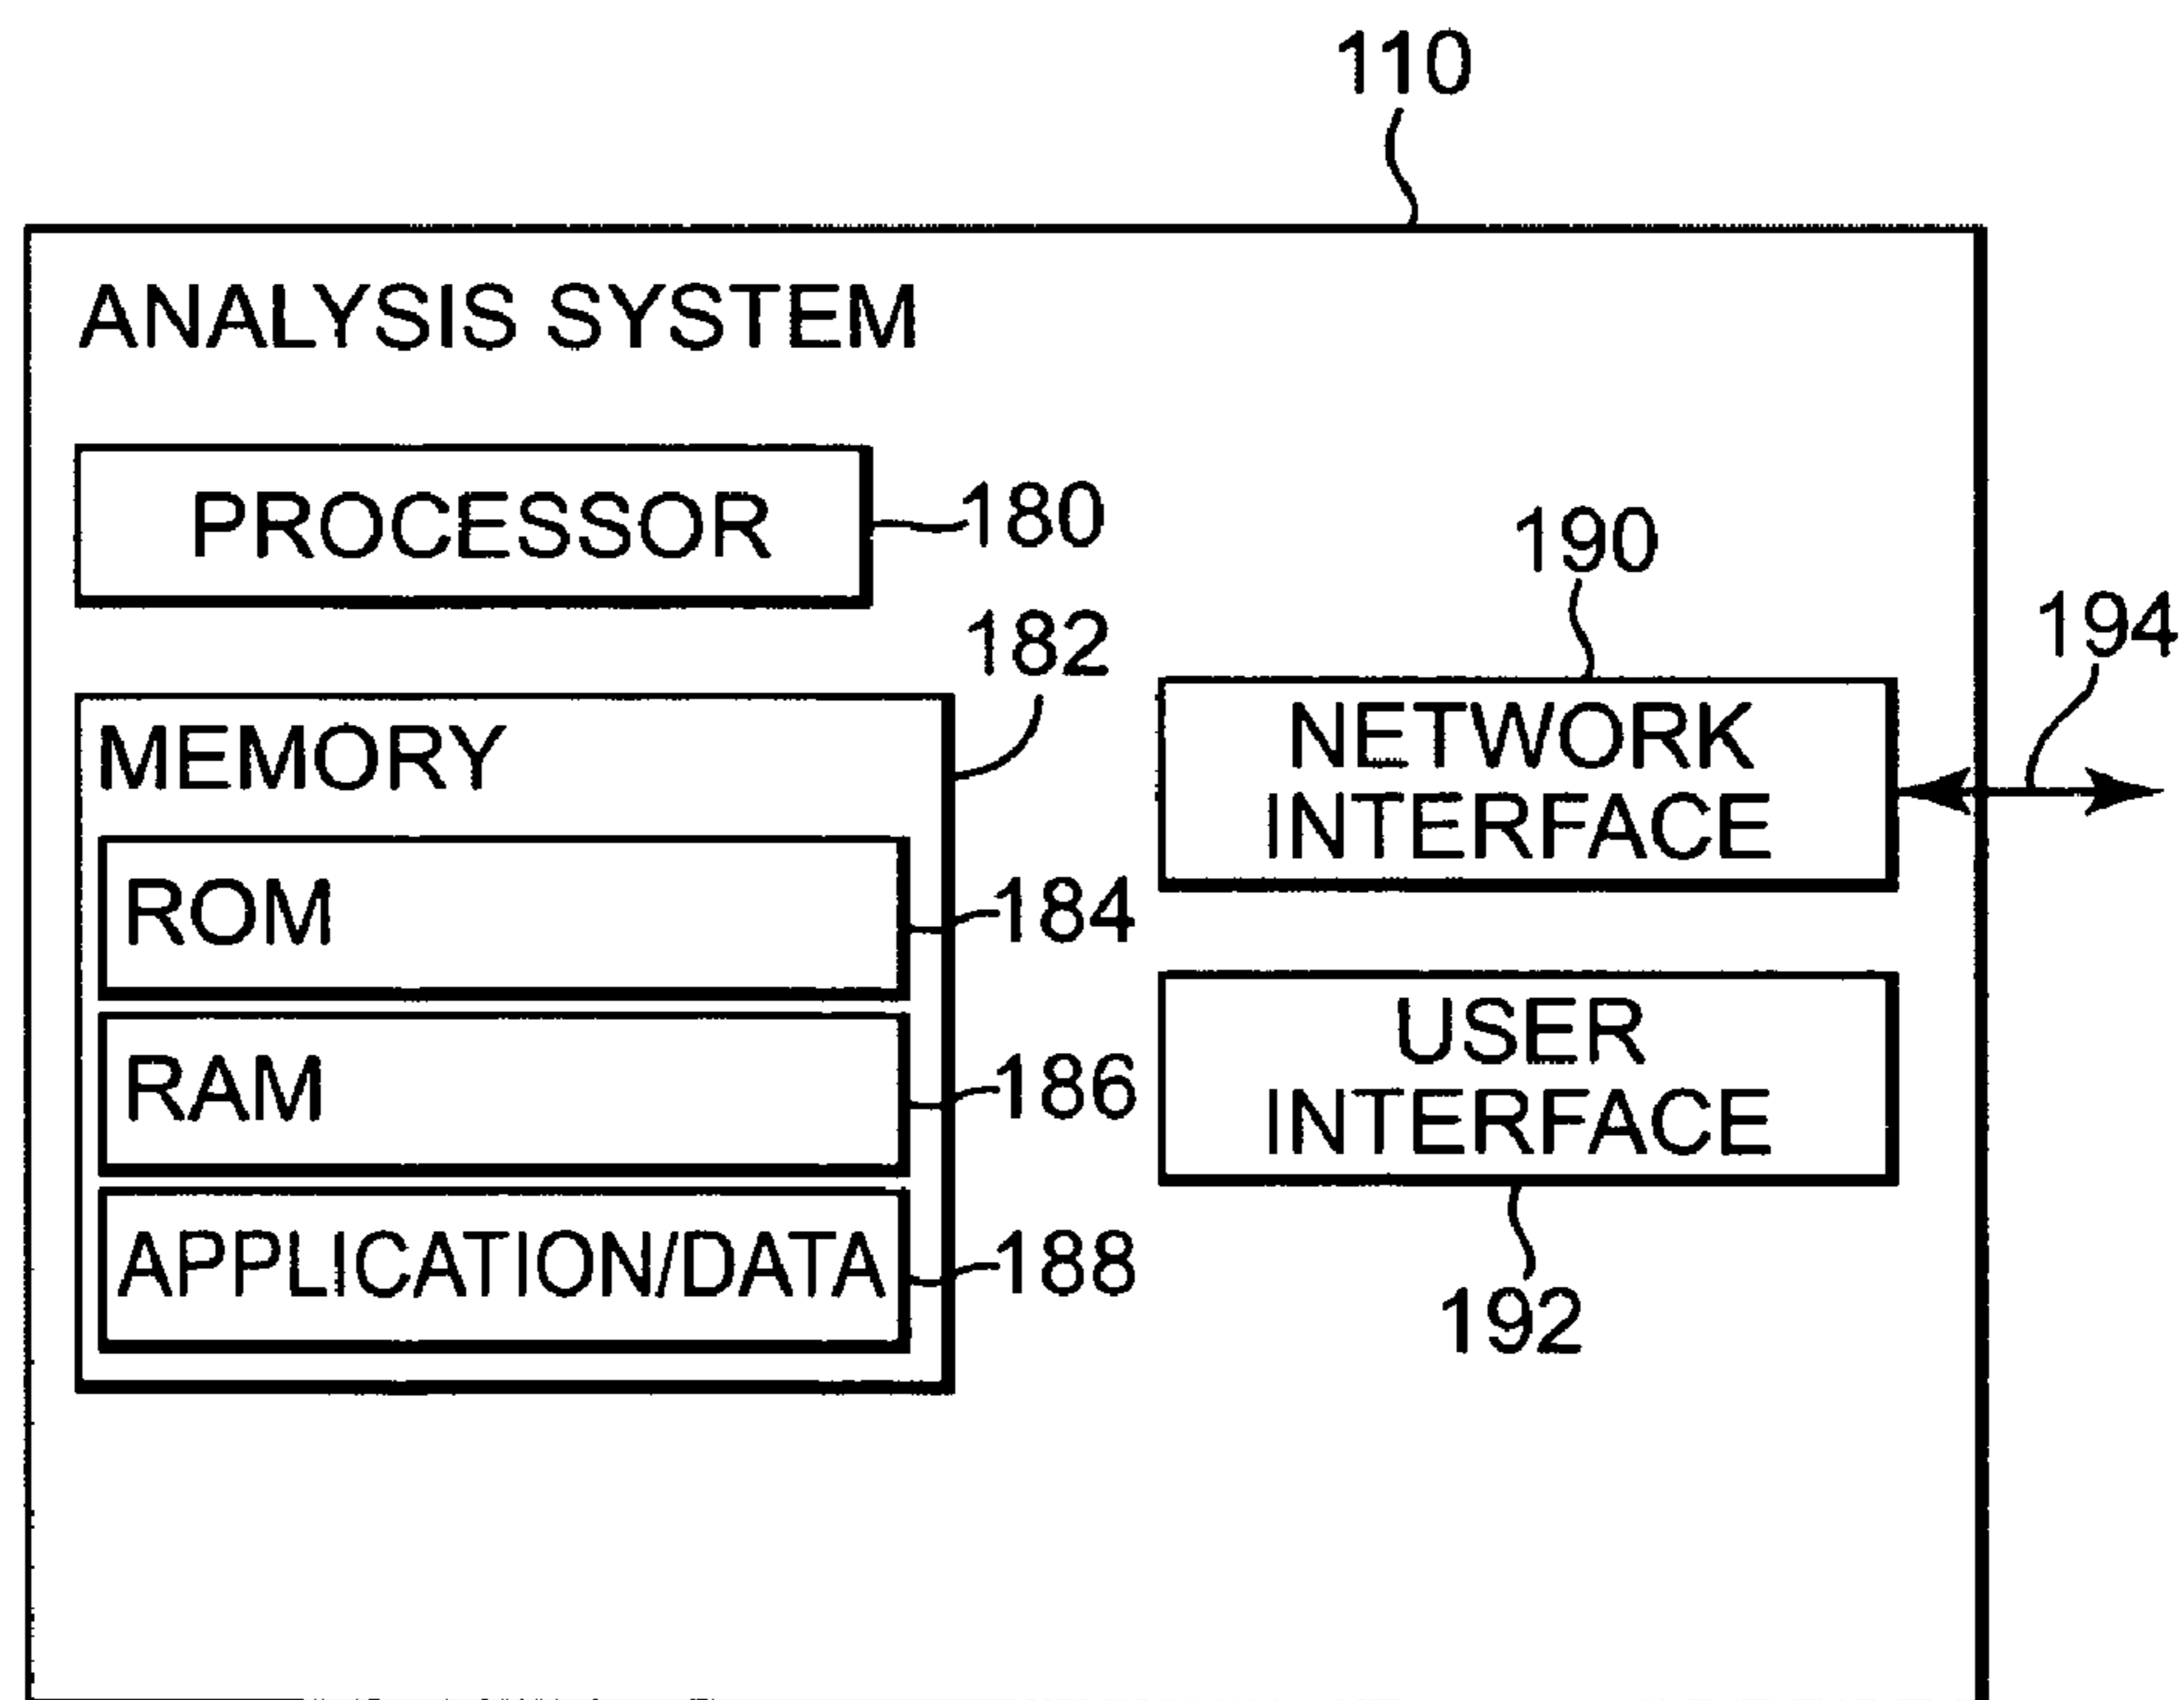 110
ANALYSIS SYSTEM
PROCESSOR
180
182
MEMORY
ROM
184
RAM
186
APPLICATION/DATA
188
190
NETWORK
INTERFACE
194
USER
INTERFACE
192